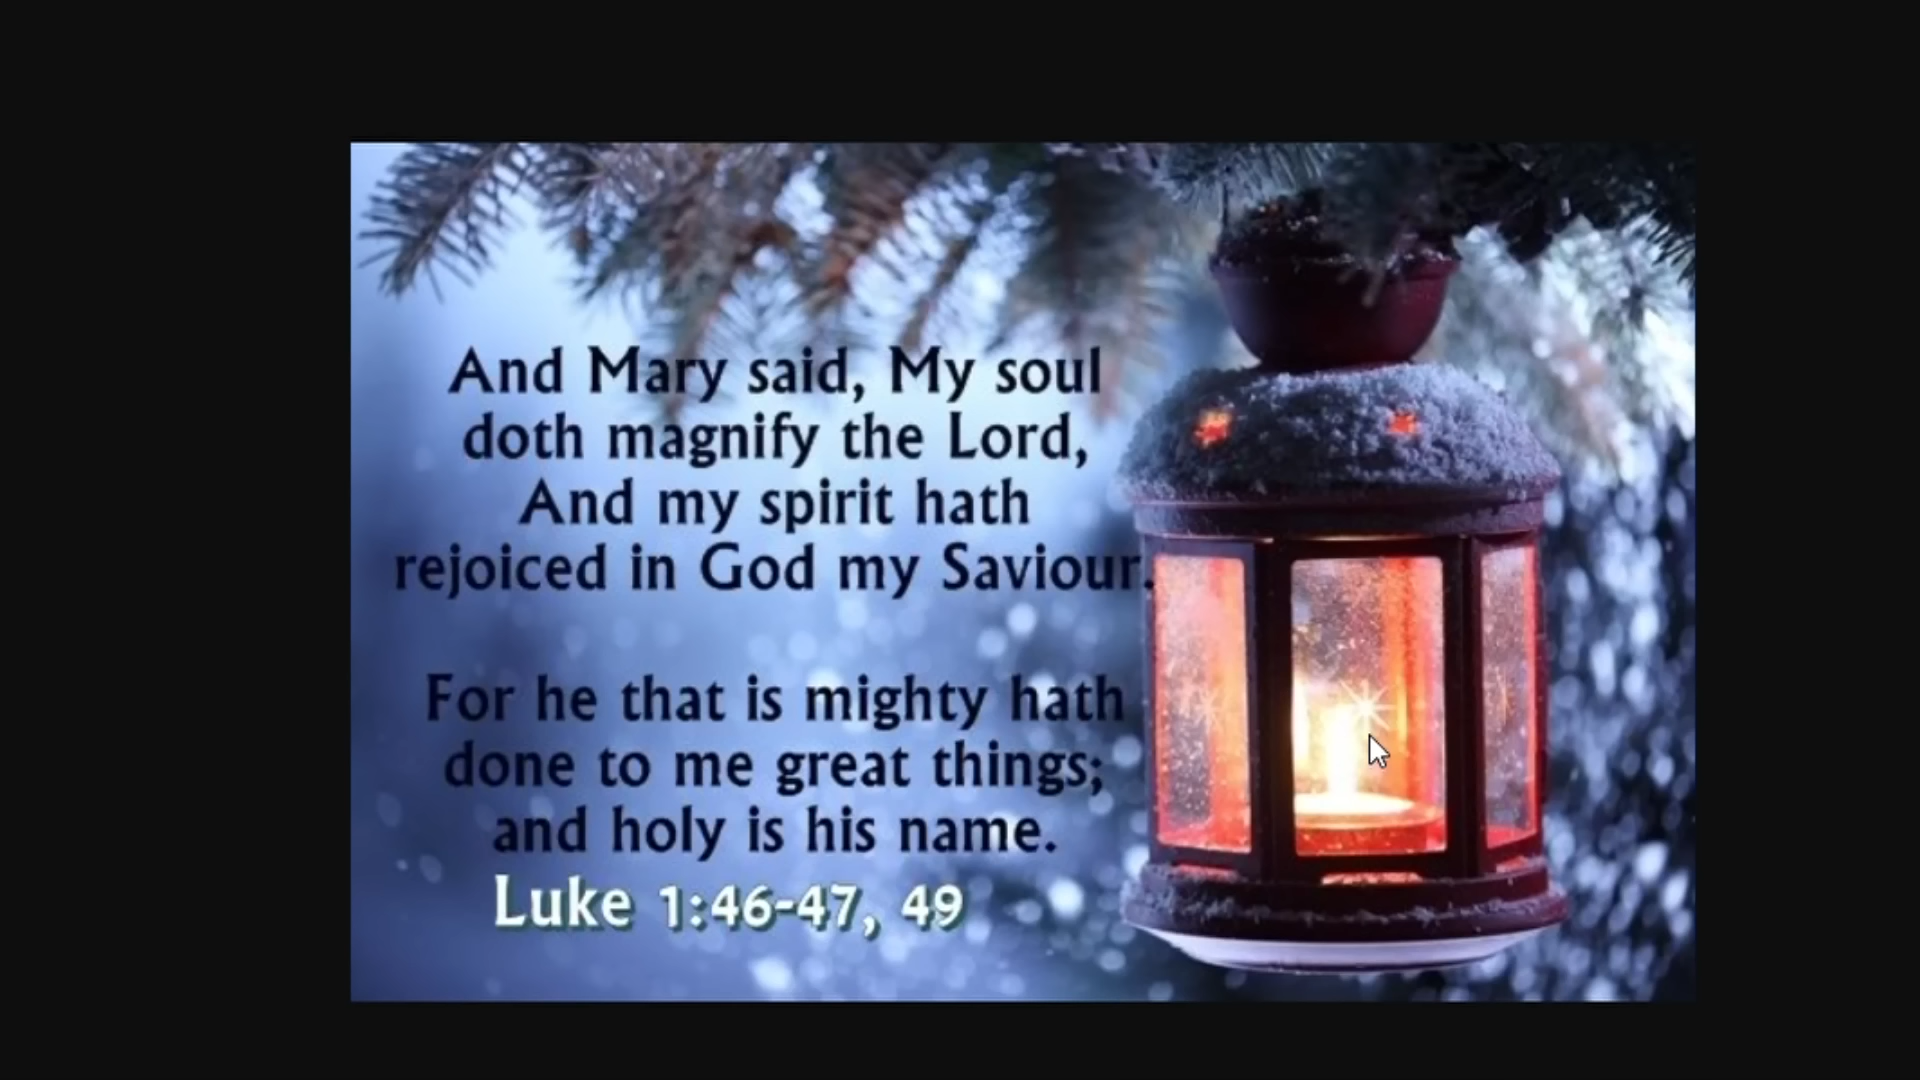 And Mary said, My soul
doth magnify the Lord,
And my spirit hath
rejoiced in God my Saviour.
For he that is mighty hath
done to me great things;
and holy is his name.
Luke 1:46-47, 49